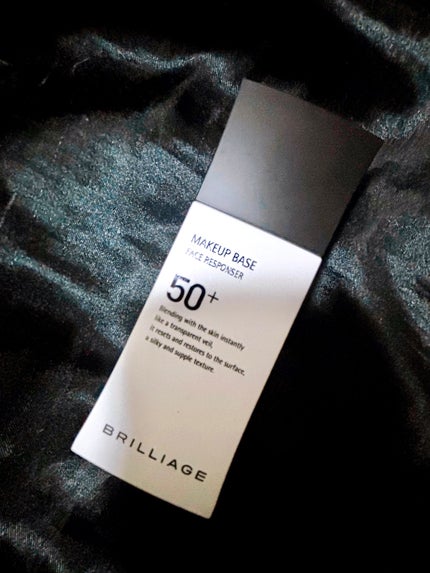 MAKEUP BASE
FACE RESPONSER
50+
Blending with the skin instantly
like a transparent veil,
it resets and restores to the surface,
a silky and supple texture.
BRILLIAGE